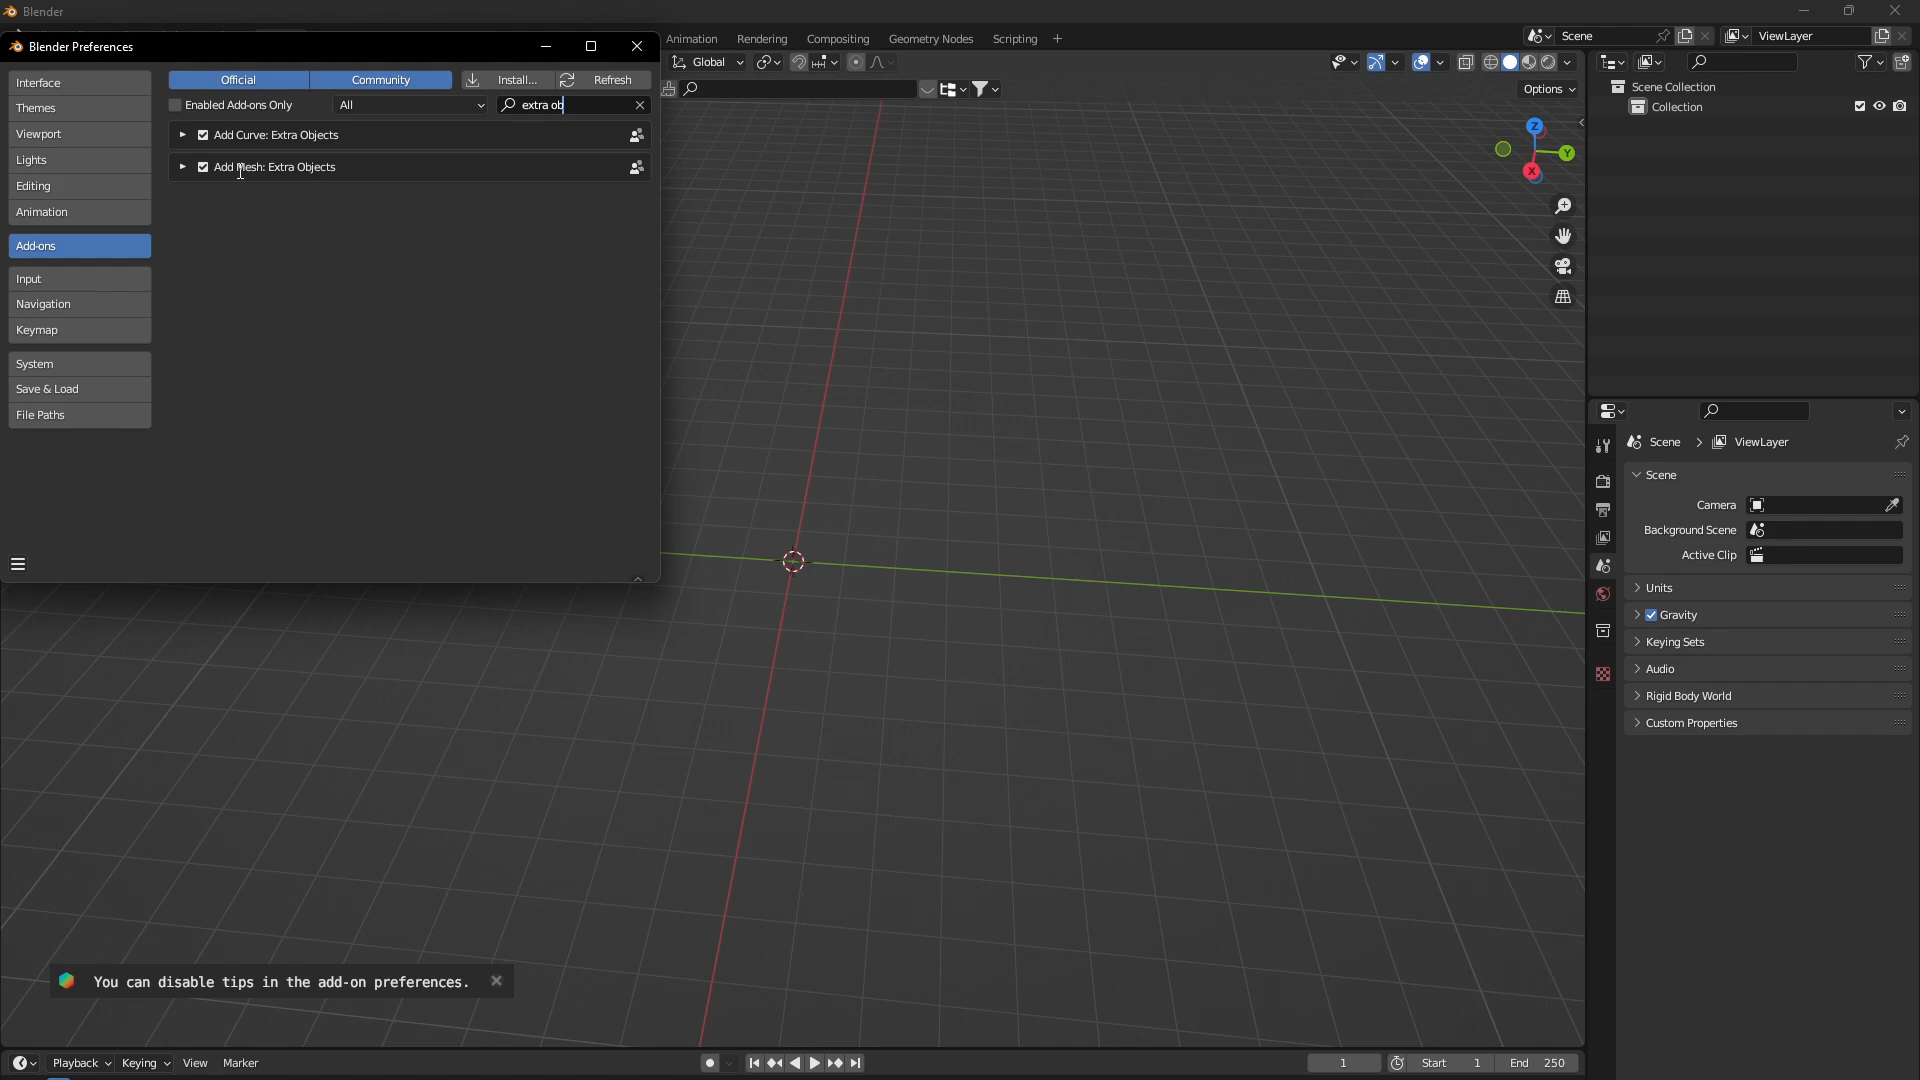 Blender
Blender Preferences
Animation Rendering Compositing Geometry Nodes Scripting
Scene ViewLayer
Interface
Themes
Viewport
Lights
Editing
Animation
Add-ons
Input
Navigation
Keymap
System
Save & Load
File Paths
Official Community Install... Refresh
Enabled Add-ons Only All extra ob
Add Curve: Extra Objects
Add Mesh: Extra Objects
Global
Options
Z
Y
X
Scene Collection
Collection
Scene ViewLayer
Scene
Camera
Background Scene
Active Clip
Units
Gravity
Keying Sets
Audio
Rigid Body World
Custom Properties
You can disable tips in the add-on preferences.
Playback Keying View Marker
1 Start 1 End 250